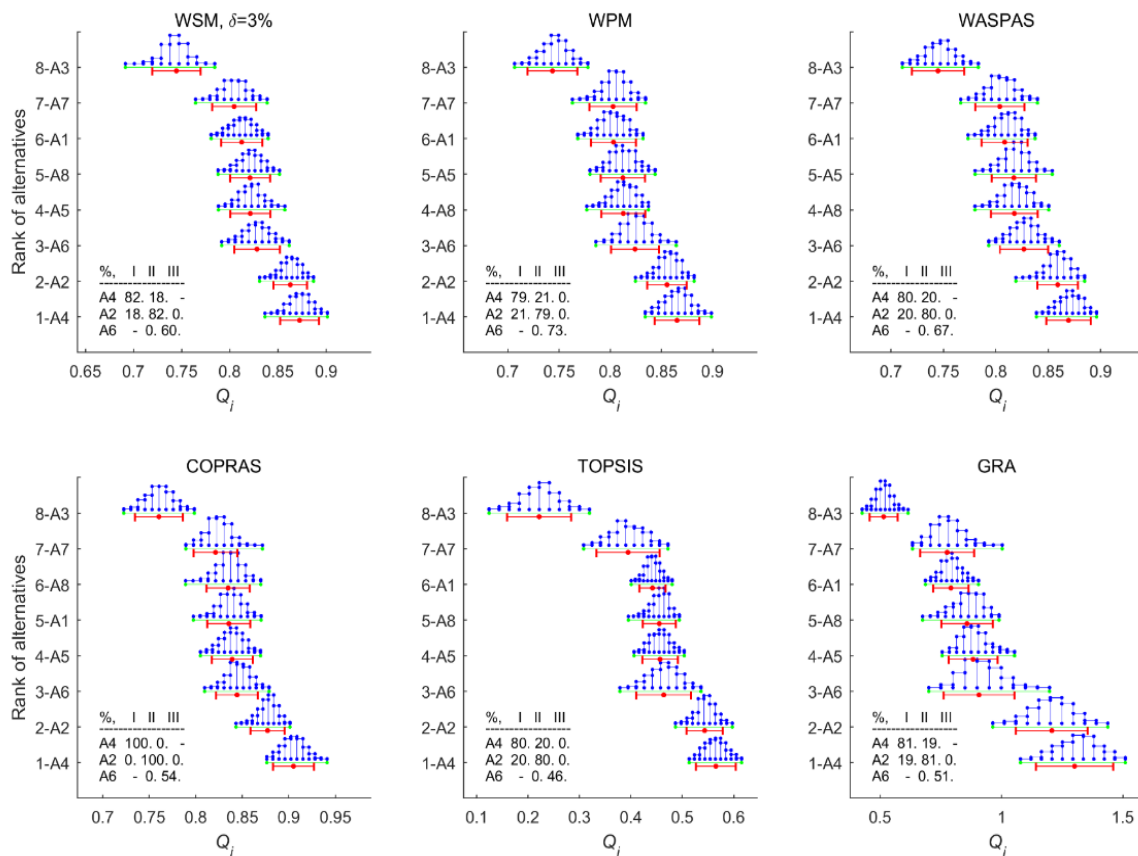 WSM, δ=3%
Rank of alternatives
8-A3
7-A7
6-A1
5-A8
4-A5
3-A6
2-A2
1-A4
%, I II III
--------------------
A4 82. 18. -
A2 18. 82. 0.
A6 - 0. 60.
0.65 0.7 0.75 0.8 0.85 0.9
Q_i
WPM
8-A3
7-A7
6-A1
5-A5
4-A8
3-A6
2-A2
1-A4
%, I II III
--------------------
A4 79. 21. 0.
A2 21. 79. 0.
A6 - 0. 73.
0.7 0.75 0.8 0.85 0.9
Q_i
WASPAS
8-A3
7-A7
6-A1
5-A5
4-A8
3-A6
2-A2
1-A4
%, I II III
--------------------
A4 80. 20. -
A2 20. 80. 0.
A6 - 0. 67.
0.7 0.75 0.8 0.85 0.9
Q_i
COPRAS
Rank of alternatives
8-A3
7-A7
6-A8
5-A1
4-A5
3-A6
2-A2
1-A4
%, I II III
--------------------
A4 100. 0. -
A2 0. 100. 0.
A6 - 0. 54.
0.7 0.75 0.8 0.85 0.9 0.95
Q_i
TOPSIS
8-A3
7-A7
6-A1
5-A8
4-A5
3-A6
2-A2
1-A4
%, I II III
--------------------
A4 80. 20. 0.
A2 20. 80. 0.
A6 - 0. 46.
0.1 0.2 0.3 0.4 0.5 0.6
Q_i
GRA
8-A3
7-A7
6-A1
5-A8
4-A5
3-A6
2-A2
1-A4
%, I II III
--------------------
A4 81. 19. -
A2 19. 81. 0.
A6 - 0. 51.
0.5 1 1.5
Q_i